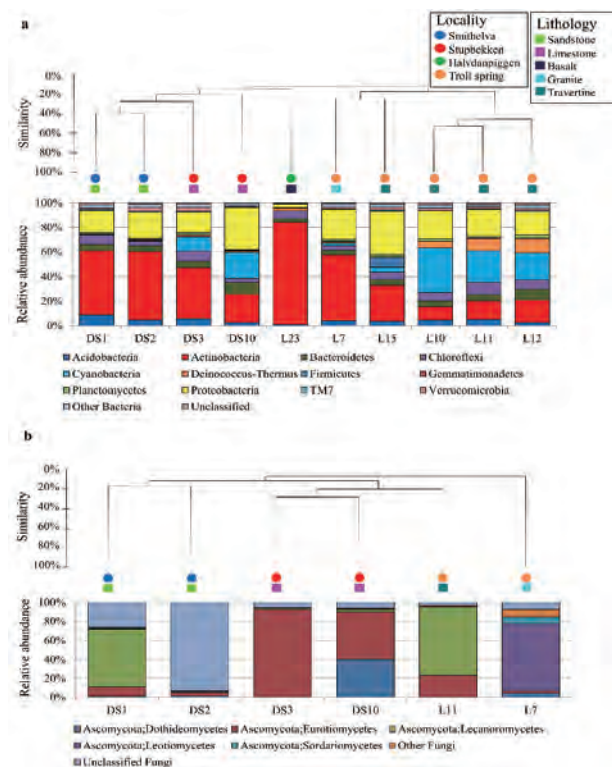 a
Locality
Smithelva
Stupbekken
Halvdanpiggen
Troll spring
Lithology
Sandstone
Limestone
Basalt
Granite
Travertine
Similarity
0%
20%
40%
60%
80%
100%
Relative abundance
100%
80%
60%
40%
20%
0%
DS1 DS2 DS3 DS10 L23 L7 L15 L10 L11 L12
Acidobacteria Actinobacteria Bacteroidetes Chloroflexi
Cyanobacteria Deinococcus-Thermus Firmicutes Gemmatimonadetes
Planctomycetes Proteobacteria TM7 Verrucomicrobia
Other Bacteria Unclassified
b
Similarity
0%
20%
40%
60%
80%
100%
Relative abundance
100%
80%
60%
40%
20%
0%
DS1 DS2 DS3 DS10 L11 L7
Ascomycota;Dothideomycetes Ascomycota;Eurotiomycetes Ascomycota;Lecanoromycetes
Ascomycota;Leotiomycetes Ascomycota;Sordariomycetes Other Fungi
Unclassified Fungi